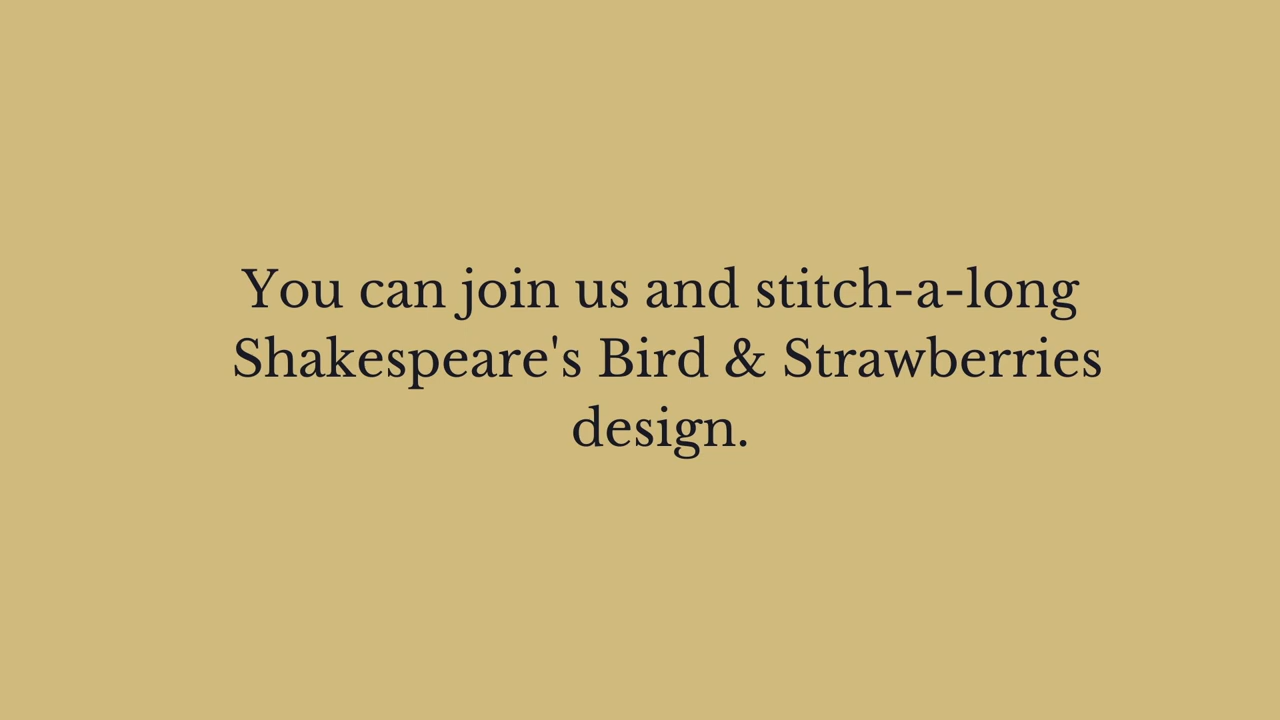 You can join us and stitch-a-long
Shakespeare's Bird & Strawberries
design.